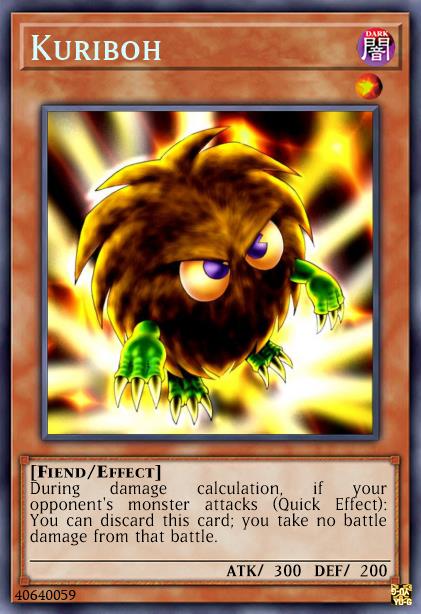 Kuriboh
DARK
闇
[Fiend/Effect]
During damage calculation, if your
opponent's monster attacks (Quick Effect):
You can discard this card; you take no battle
damage from that battle.
ATK/ 300 DEF/ 200
40640059